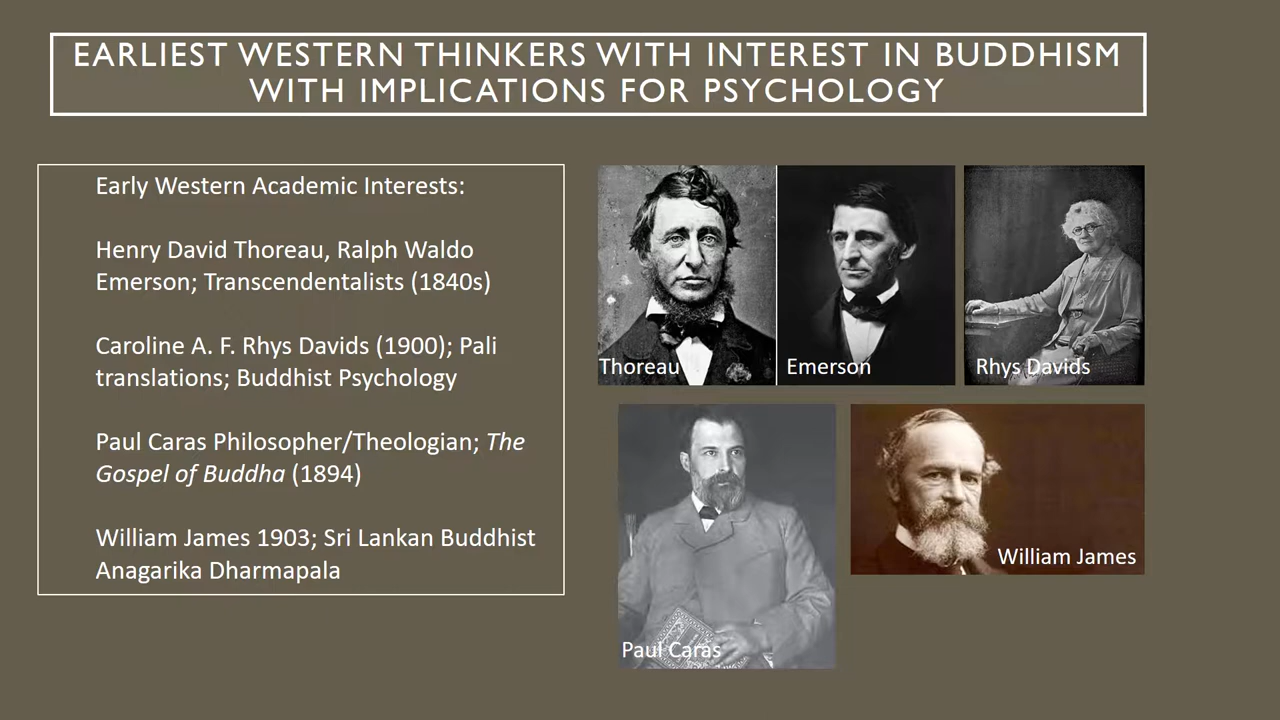 EARLIEST WESTERN THINKERS WITH INTEREST IN BUDDHISM
WITH IMPLICATIONS FOR PSYCHOLOGY
Early Western Academic Interests:
Henry David Thoreau, Ralph Waldo
Emerson; Transcendentalists (1840s)
Caroline A. F. Rhys Davids (1900); Pali
translations; Buddhist Psychology
Paul Caras Philosopher/Theologian; The
Gospel of Buddha (1894)
William James 1903; Sri Lankan Buddhist
Anagarika Dharmapala
Thoreau
Emerson
Rhys Davids
Paul Caras
William James